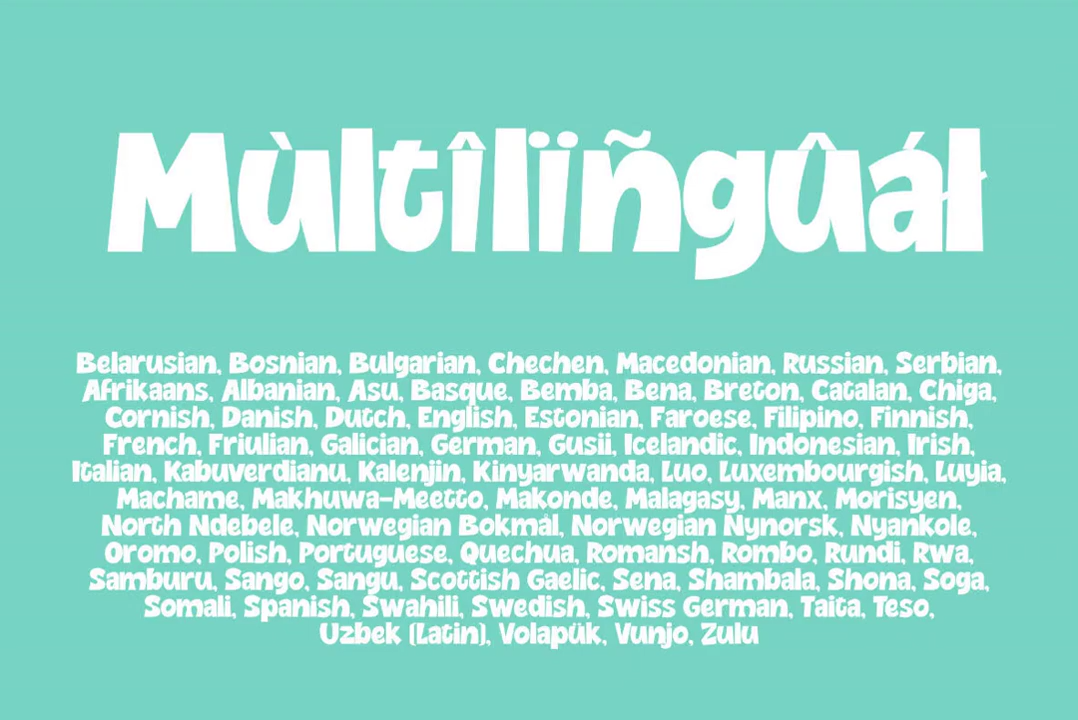 Mùltîlïñgûáł
Belarusian, Bosnian, Bulgarian, Chechen, Macedonian, Russian, Serbian,
Afrikaans, Albanian, Asu, Basque, Bemba, Bena, Breton, Catalan, Chiga,
Cornish, Danish, Dutch, English, Estonian, Faroese, Filipino, Finnish,
French, Friulian, Galician, German, Gusii, Icelandic, Indonesian, Irish,
Italian, Kabuverdianu, Kalenjin, Kinyarwanda, Luo, Luxembourgish, Luyia,
Machame, Makhuwa-Meetto, Makonde, Malagasy, Manx, Morisyen,
North Ndebele, Norwegian Bokmål, Norwegian Nynorsk, Nyankole,
Oromo, Polish, Portuguese, Quechua, Romansh, Rombo, Rundi, Rwa,
Samburu, Sango, Sangu, Scottish Gaelic, Sena, Shambala, Shona, Soga,
Somali, Spanish, Swahili, Swedish, Swiss German, Taita, Teso,
Uzbek (Latin), Volapük, Vunjo, Zulu